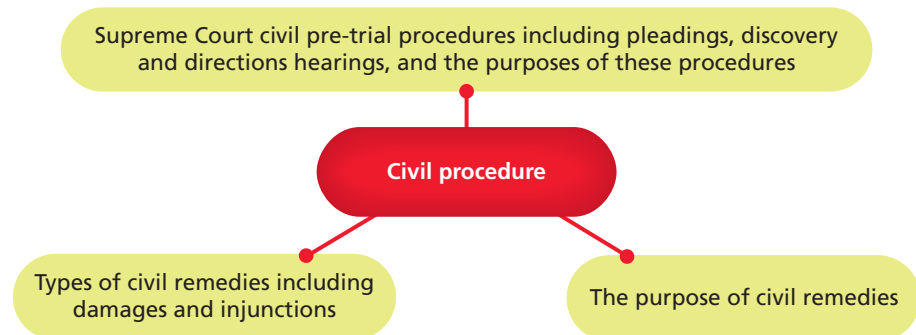 Supreme Court civil pre-trial procedures including pleadings, discovery
and directions hearings, and the purposes of these procedures
Civil procedure
Types of civil remedies including
damages and injunctions
The purpose of civil remedies